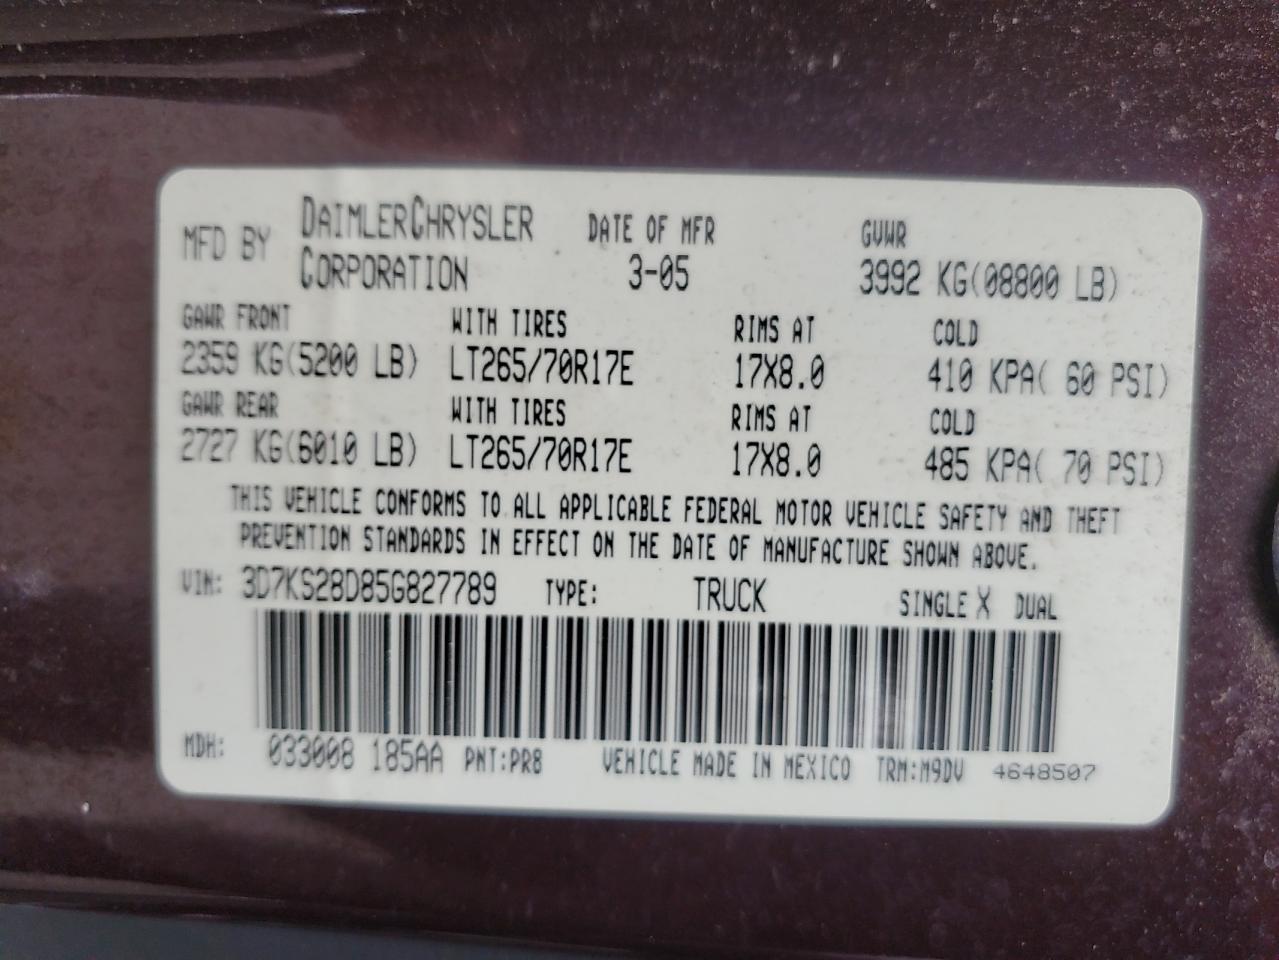 MFD BY DAIMLERCHRYSLER CORPORATION
DATE OF MFR
3-05
GVWR
3992 KG(08800 LB)
GAWR FRONT WITH TIRES RIMS AT COLD
2359 KG(5200 LB) LT265/70R17E 17X8.0 410 KPA( 60 PSI)
GAWR REAR WITH TIRES RIMS AT COLD
2727 KG(6010 LB) LT265/70R17E 17X8.0 485 KPA( 70 PSI)
THIS VEHICLE CONFORMS TO ALL APPLICABLE FEDERAL MOTOR VEHICLE SAFETY AND THEFT
PREVENTION STANDARDS IN EFFECT ON THE DATE OF MANUFACTURE SHOWN ABOVE.
VIN: 3D7KS28D85G827789 TYPE: TRUCK SINGLE X DUAL
MDH: 033008 185AA PNT:PR8 VEHICLE MADE IN MEXICO TRM:M9DV 4648507